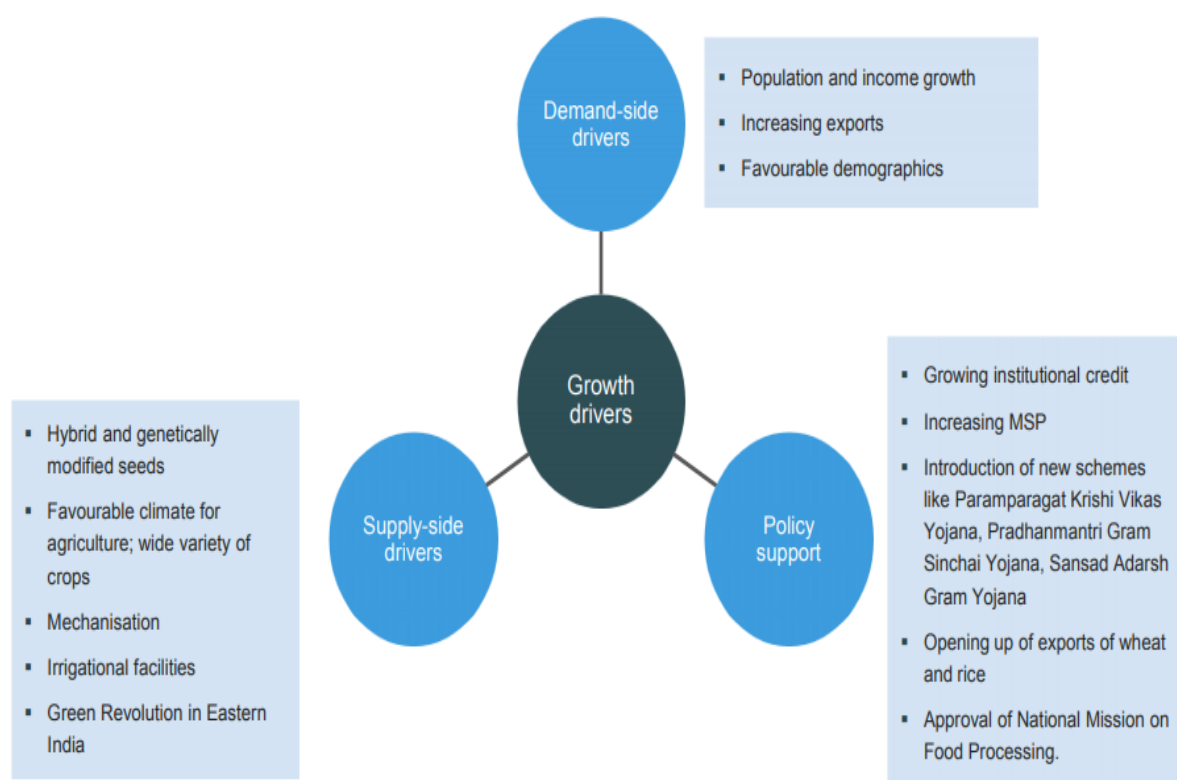 Demand-side
drivers
▪ Population and income growth
▪ Increasing exports
▪ Favourable demographics
Growth
drivers
Supply-side
drivers
▪ Hybrid and genetically
modified seeds
▪ Favourable climate for
agriculture; wide variety of
crops
▪ Mechanisation
▪ Irrigational facilities
▪ Green Revolution in Eastern
India
Policy
support
▪ Growing institutional credit
▪ Increasing MSP
▪ Introduction of new schemes
like Paramparagat Krishi Vikas
Yojana, Pradhanmantri Gram
Sinchai Yojana, Sansad Adarsh
Gram Yojana
▪ Opening up of exports of wheat
and rice
▪ Approval of National Mission on
Food Processing.